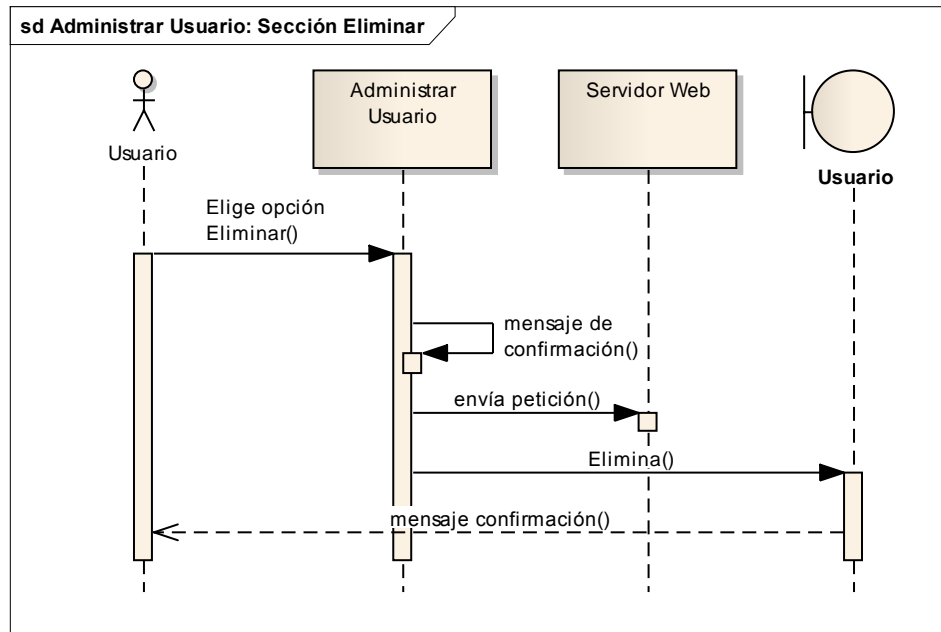 sd Administrar Usuario: Sección Eliminar
Usuario
Administrar
Usuario
Servidor Web
Usuario
Elige opción
Eliminar()
mensaje de
confirmación()
envía petición()
Elimina()
mensaje confirmación()